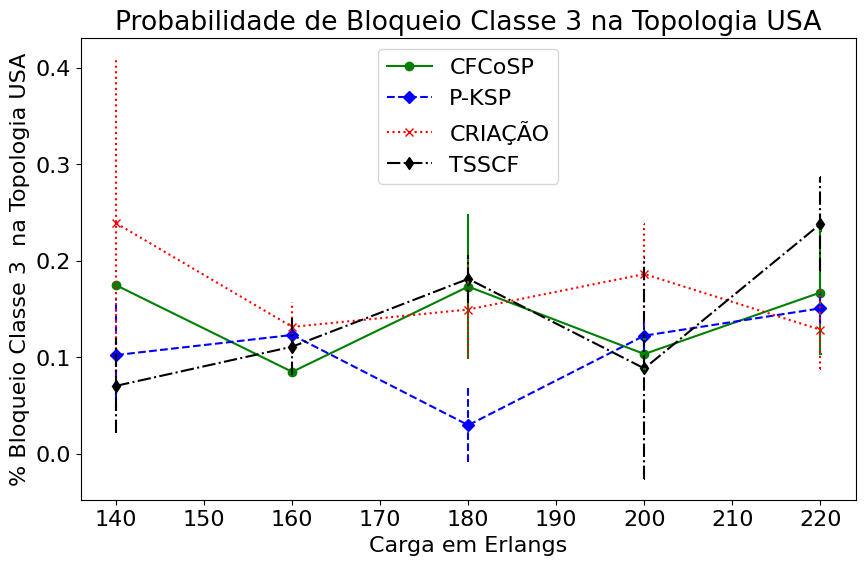 Probabilidade de Bloqueio Classe 3 na Topologia USA
% Bloqueio Classe 3  na Topologia USA
0.4
0.3
0.2
0.1
0.0
CFCoSP
P-KSP
CRIAÇÃO
TSSCF
140 150 160 170 180 190 200 210 220
Carga em Erlangs